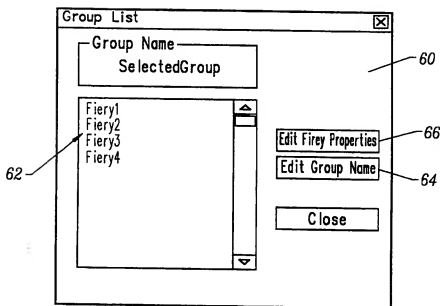 Group List
Group Name
SelectedGroup
60
Fiery1
Fiery2
Fiery3
Fiery4
62
Edit Firey Properties
66
Edit Group Name
64
Close